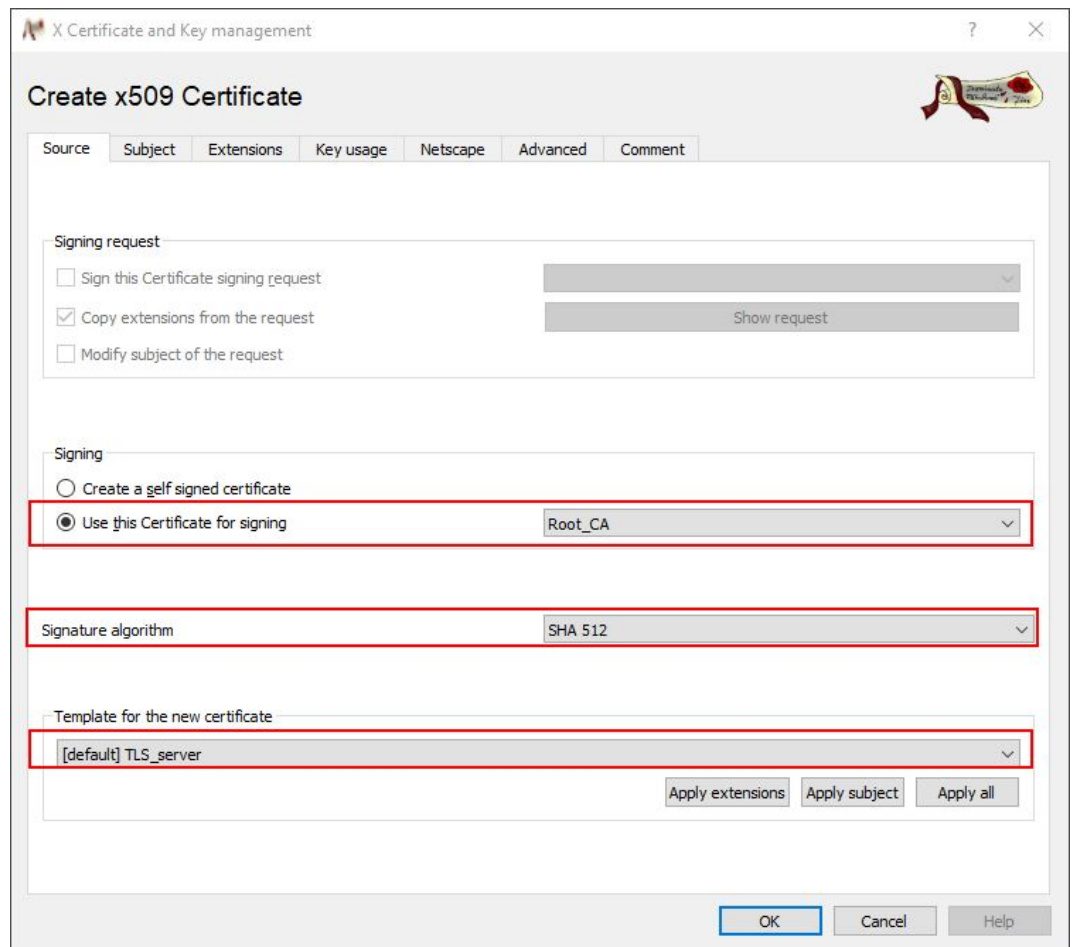 X Certificate and Key management
Create x509 Certificate
Source Subject Extensions Key usage Netscape Advanced Comment
Signing request
Sign this Certificate signing request
Copy extensions from the request Show request
Modify subject of the request
Signing
Create a self signed certificate
Use this Certificate for signing Root_CA
Signature algorithm SHA 512
Template for the new certificate
[default] TLS_server
Apply extensions Apply subject Apply all
OK Cancel Help